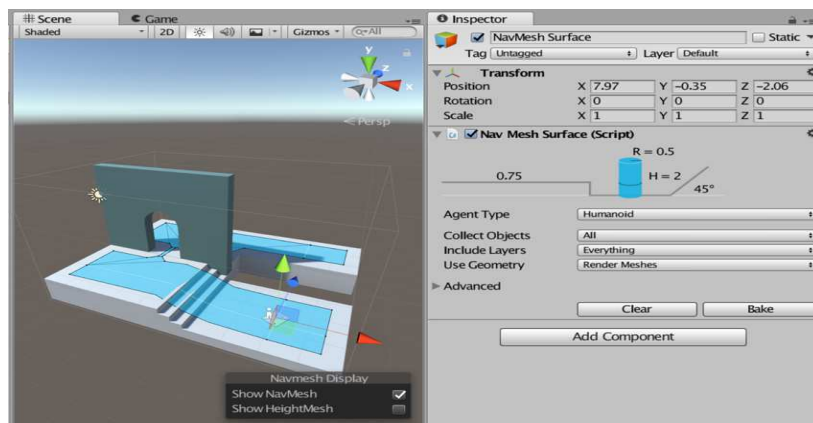 Scene
Game
Shaded
2D
Gizmos
All
y
z
x
Persp
Navmesh Display
Show NavMesh
Show HeightMesh
Inspector
NavMesh Surface
Static
Tag Untagged
Layer Default
Transform
Position X 7.97 Y -0.35 Z -2.06
Rotation X 0 Y 0 Z 0
Scale X 1 Y 1 Z 1
Nav Mesh Surface (Script)
R = 0.5
0.75
H = 2
45°
Agent Type Humanoid
Collect Objects All
Include Layers Everything
Use Geometry Render Meshes
Advanced
Clear Bake
Add Component